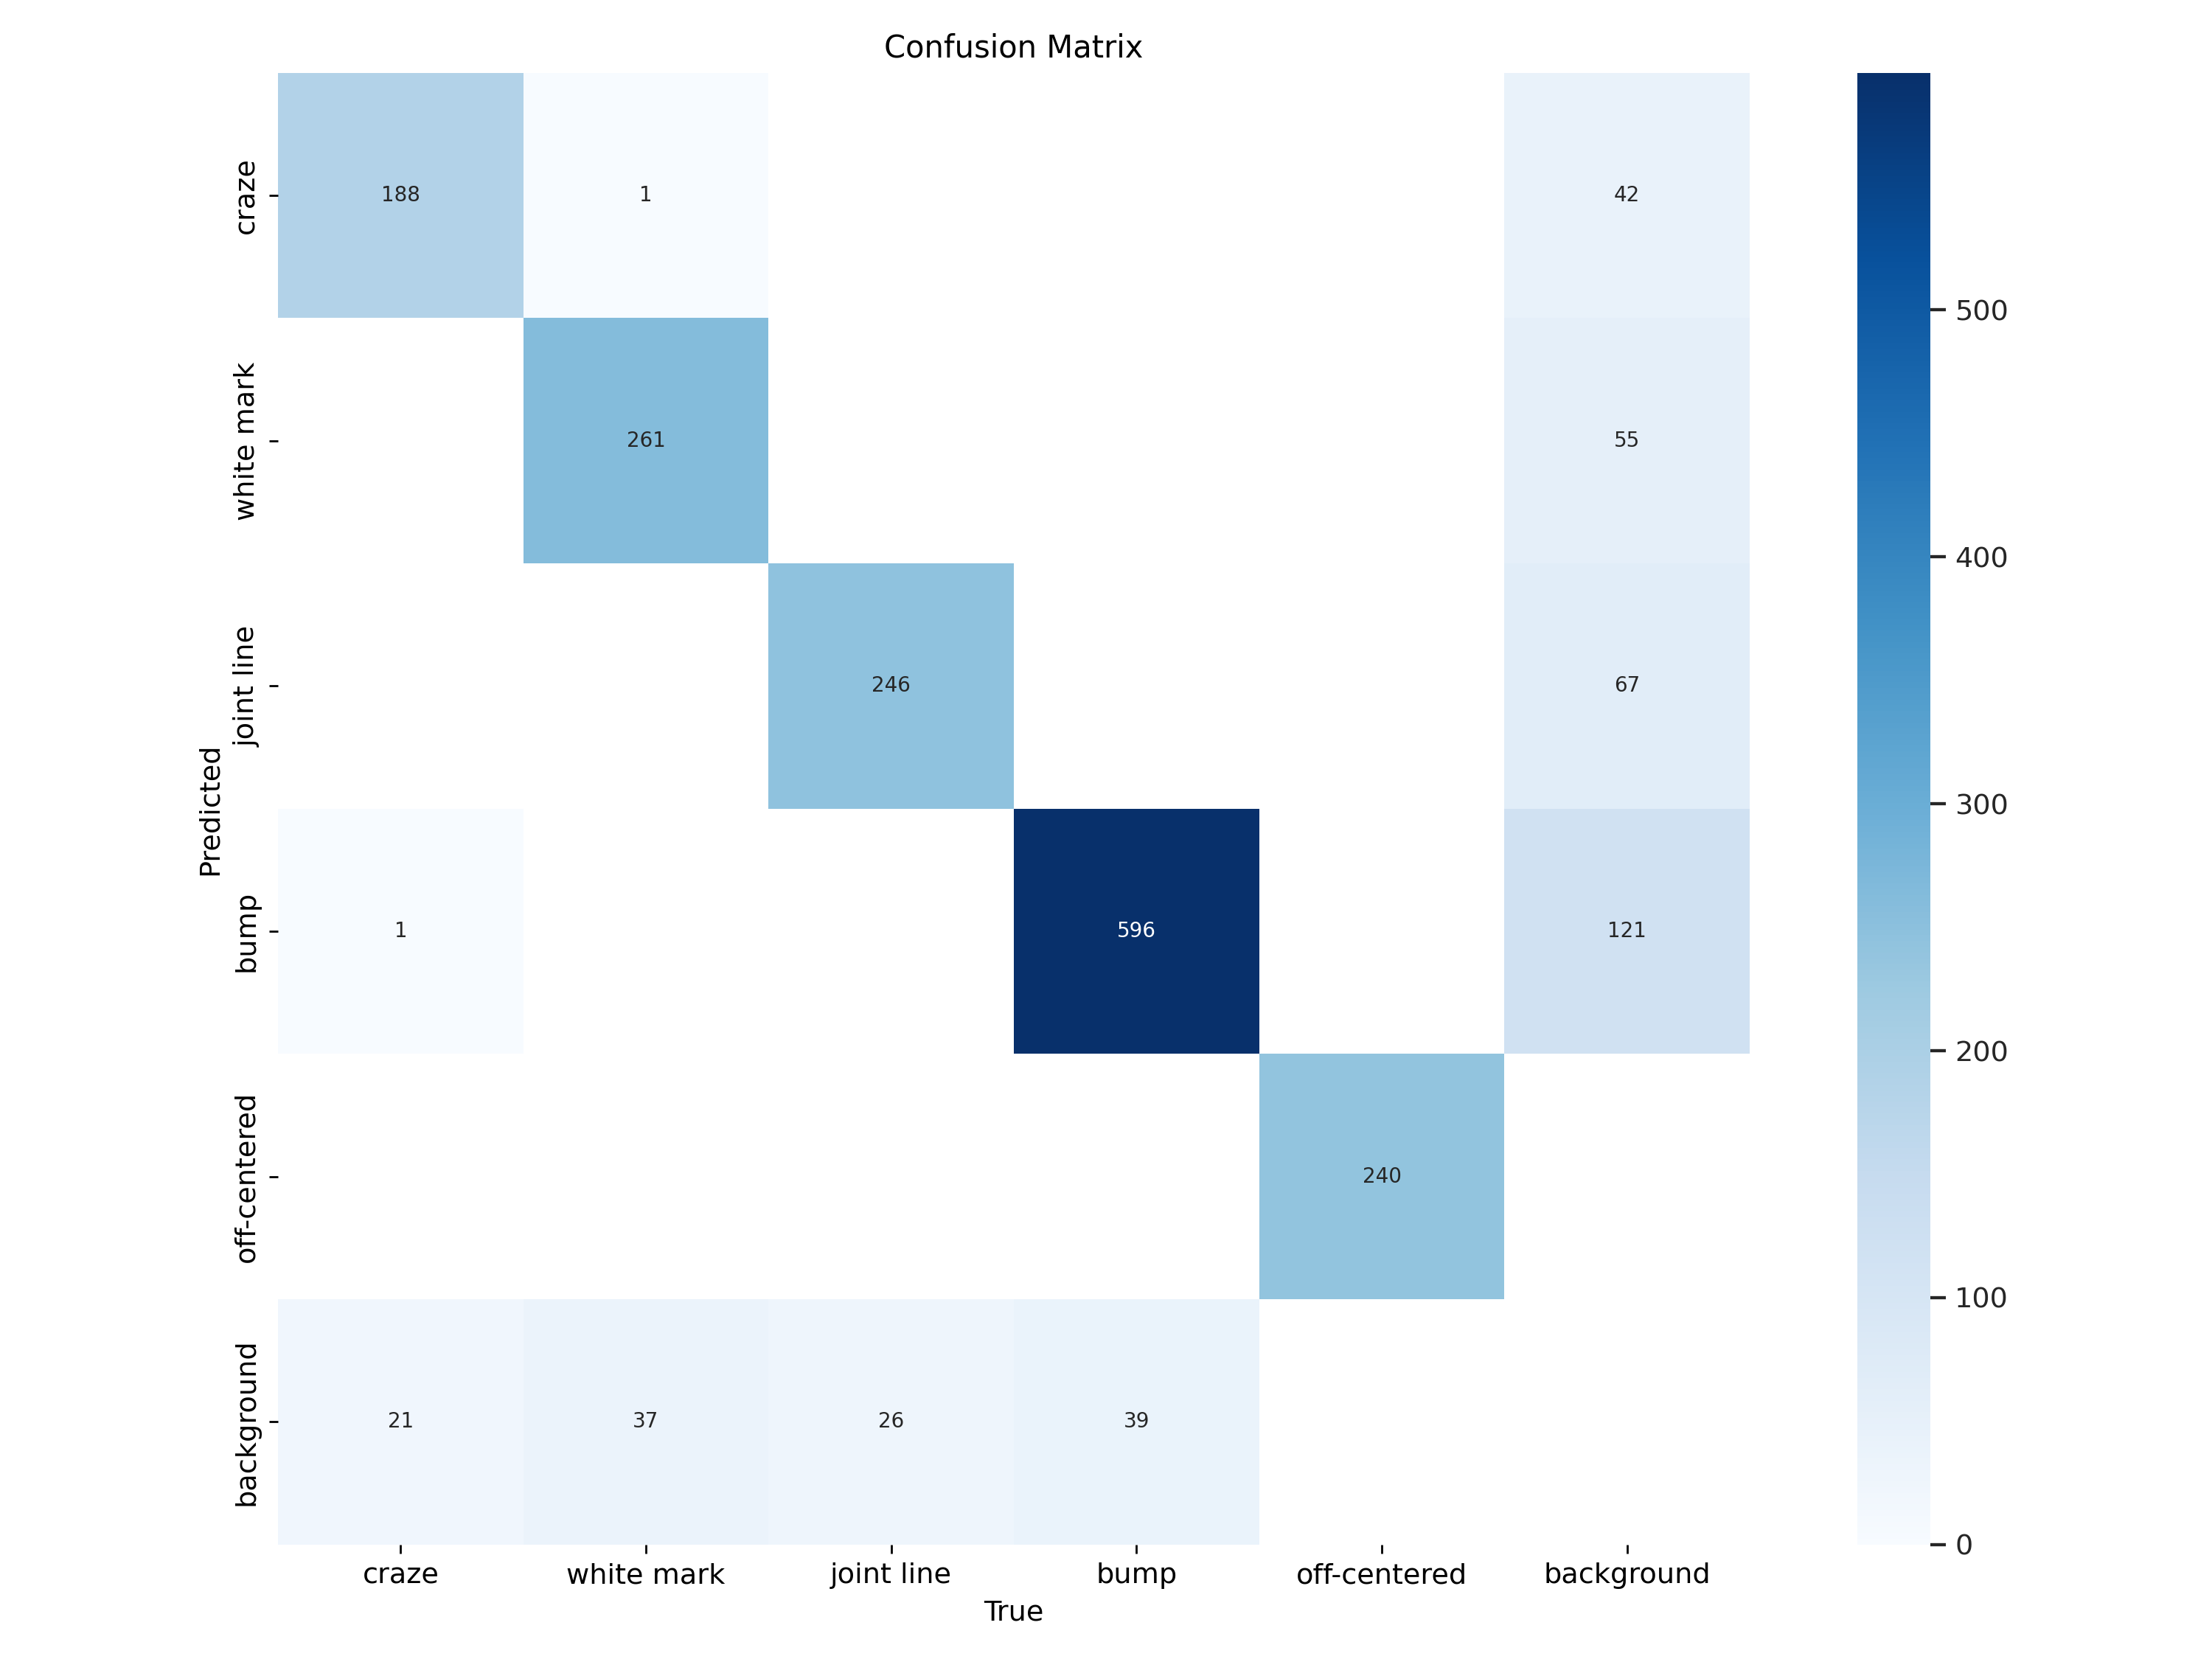 Confusion Matrix
craze
188
1
42
white mark
261
55
joint line
246
67
bump
1
596
121
off-centered
240
background
21
37
26
39
Predicted
craze
white mark
joint line
bump
off-centered
background
True
500
400
300
200
100
0